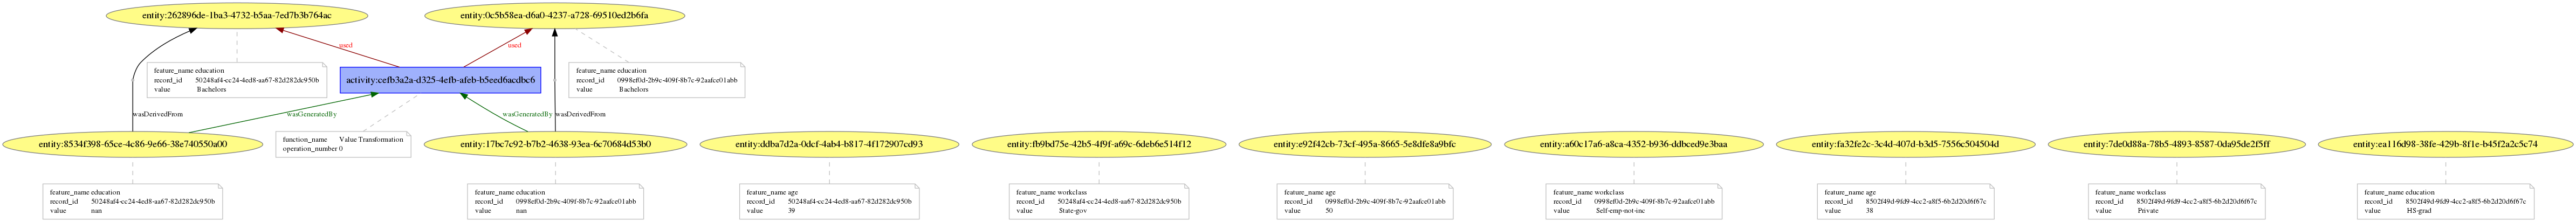 entity:262896de-1ba3-4732-b5aa-7ed7b3b764ac
entity:0c5b58ea-d6a0-4237-a728-69510ed2b6fa
used
used
feature_name education
record_id 50248af4-cc24-4ed8-aa67-82d282dc950b
value Bachelors
activity:cefb3a2a-d325-4efb-afeb-b5eed6acdbc6
feature_name education
record_id 0998ef0d-2b9c-409f-8b7c-92aafce01abb
value Bachelors
wasDerivedFrom
wasGeneratedBy
wasGeneratedBy
wasDerivedFrom
entity:8534f398-65ce-4c86-9e66-38e740550a00
function_name Value Transformation
operation_number 0
entity:17bc7c92-b7b2-4638-93ea-6c70684d53b0
entity:ddba7d2a-0dcf-4ab4-b817-4f172907cd93
entity:fb9bd75e-42b5-4f9f-a69c-6deb6e514f12
entity:e92f42cb-73cf-495a-8665-5e8dfe8a9bfc
entity:a60c17a6-a8ca-4352-b936-ddbced9e3baa
entity:fa32fe2c-3c4d-407d-b3d5-7556c504504d
entity:7de0d88a-78b5-4893-8587-0da95de2f5ff
entity:ea116d98-38fe-429b-8f1e-b45f2a2c5c74
feature_name education
record_id 50248af4-cc24-4ed8-aa67-82d282dc950b
value nan
feature_name education
record_id 0998ef0d-2b9c-409f-8b7c-92aafce01abb
value nan
feature_name age
record_id 50248af4-cc24-4ed8-aa67-82d282dc950b
value 39
feature_name workclass
record_id 50248af4-cc24-4ed8-aa67-82d282dc950b
value State-gov
feature_name age
record_id 0998ef0d-2b9c-409f-8b7c-92aafce01abb
value 50
feature_name workclass
record_id 0998ef0d-2b9c-409f-8b7c-92aafce01abb
value Self-emp-not-inc
feature_name age
record_id 8502f49d-9fd9-4cc2-a8f5-6b2d20d6f67c
value 38
feature_name workclass
record_id 8502f49d-9fd9-4cc2-a8f5-6b2d20d6f67c
value Private
feature_name education
record_id 8502f49d-9fd9-4cc2-a8f5-6b2d20d6f67c
value HS-grad